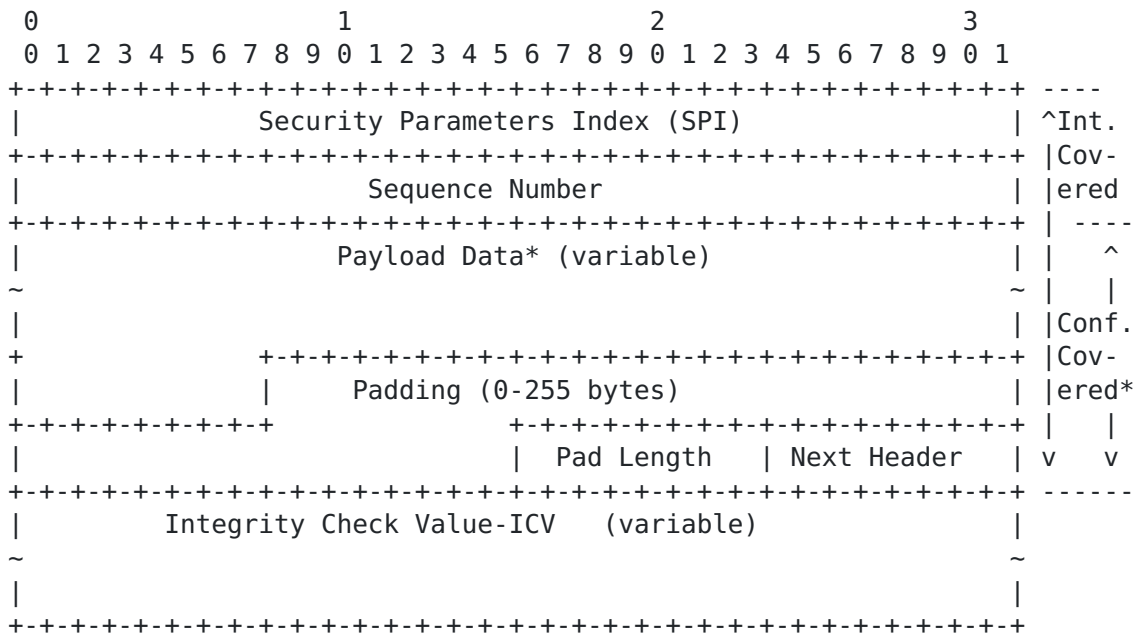 0                   1                   2                   3
 0 1 2 3 4 5 6 7 8 9 0 1 2 3 4 5 6 7 8 9 0 1 2 3 4 5 6 7 8 9 0 1
+-+-+-+-+-+-+-+-+-+-+-+-+-+-+-+-+-+-+-+-+-+-+-+-+-+-+-+-+-+-+-+-+ ----
|               Security Parameters Index (SPI)                 | ^Int.
+-+-+-+-+-+-+-+-+-+-+-+-+-+-+-+-+-+-+-+-+-+-+-+-+-+-+-+-+-+-+-+-+ |Cov-
|                      Sequence Number                          | |ered
+-+-+-+-+-+-+-+-+-+-+-+-+-+-+-+-+-+-+-+-+-+-+-+-+-+-+-+-+-+-+-+-+ | ----
|                    Payload Data* (variable)                   | |   ^
~                                                               ~ |   |
|                                                               | |Conf.
+               +-+-+-+-+-+-+-+-+-+-+-+-+-+-+-+-+-+-+-+-+-+-+-+-+ |Cov-
|               |     Padding (0-255 bytes)                     | |ered*
+-+-+-+-+-+-+-+-+               +-+-+-+-+-+-+-+-+-+-+-+-+-+-+-+-+ |   |
|                               |  Pad Length   | Next Header   | v   v
+-+-+-+-+-+-+-+-+-+-+-+-+-+-+-+-+-+-+-+-+-+-+-+-+-+-+-+-+-+-+-+-+ ------
|         Integrity Check Value-ICV   (variable)                |
~                                                               ~
|                                                               |
+-+-+-+-+-+-+-+-+-+-+-+-+-+-+-+-+-+-+-+-+-+-+-+-+-+-+-+-+-+-+-+-+